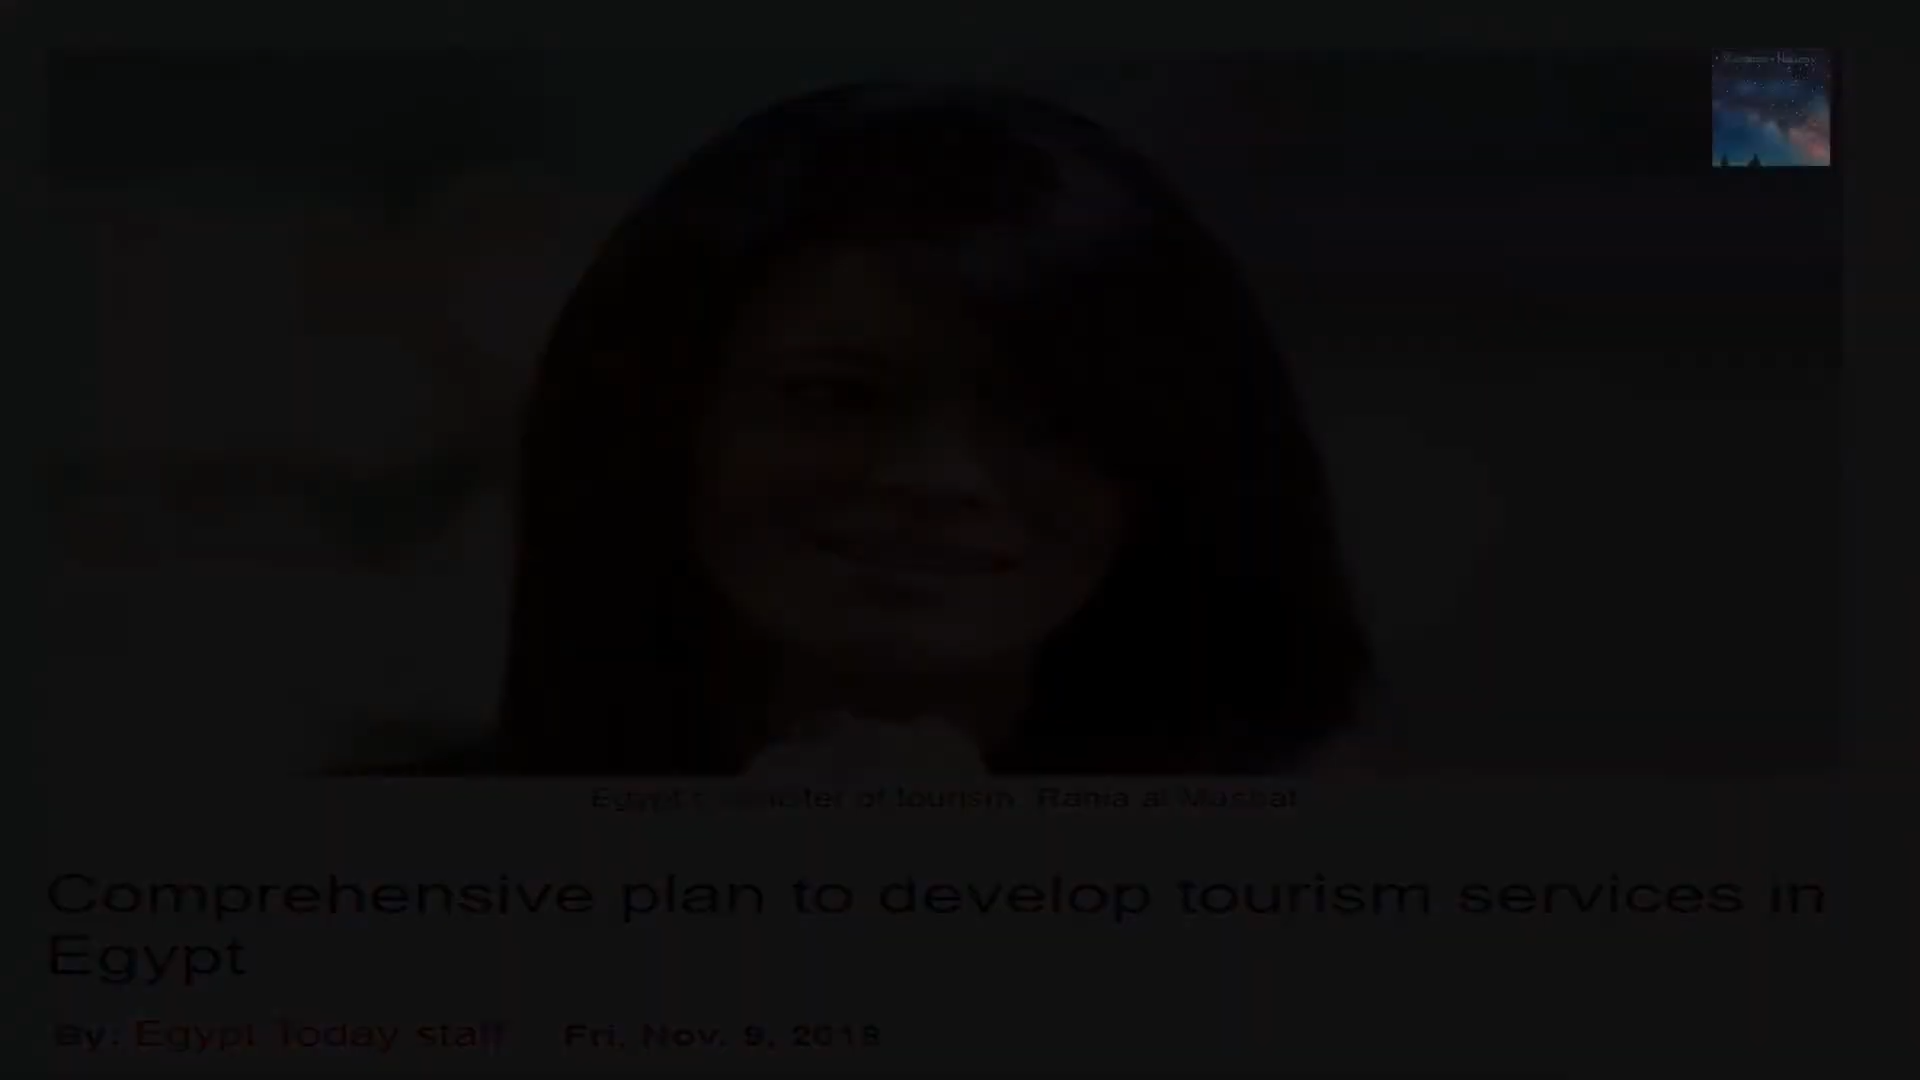 Egypt's minister of tourism, Rania al Mashat
Comprehensive plan to develop tourism services in
Egypt
By: Egypt Today staff Fri, Nov. 9, 2018